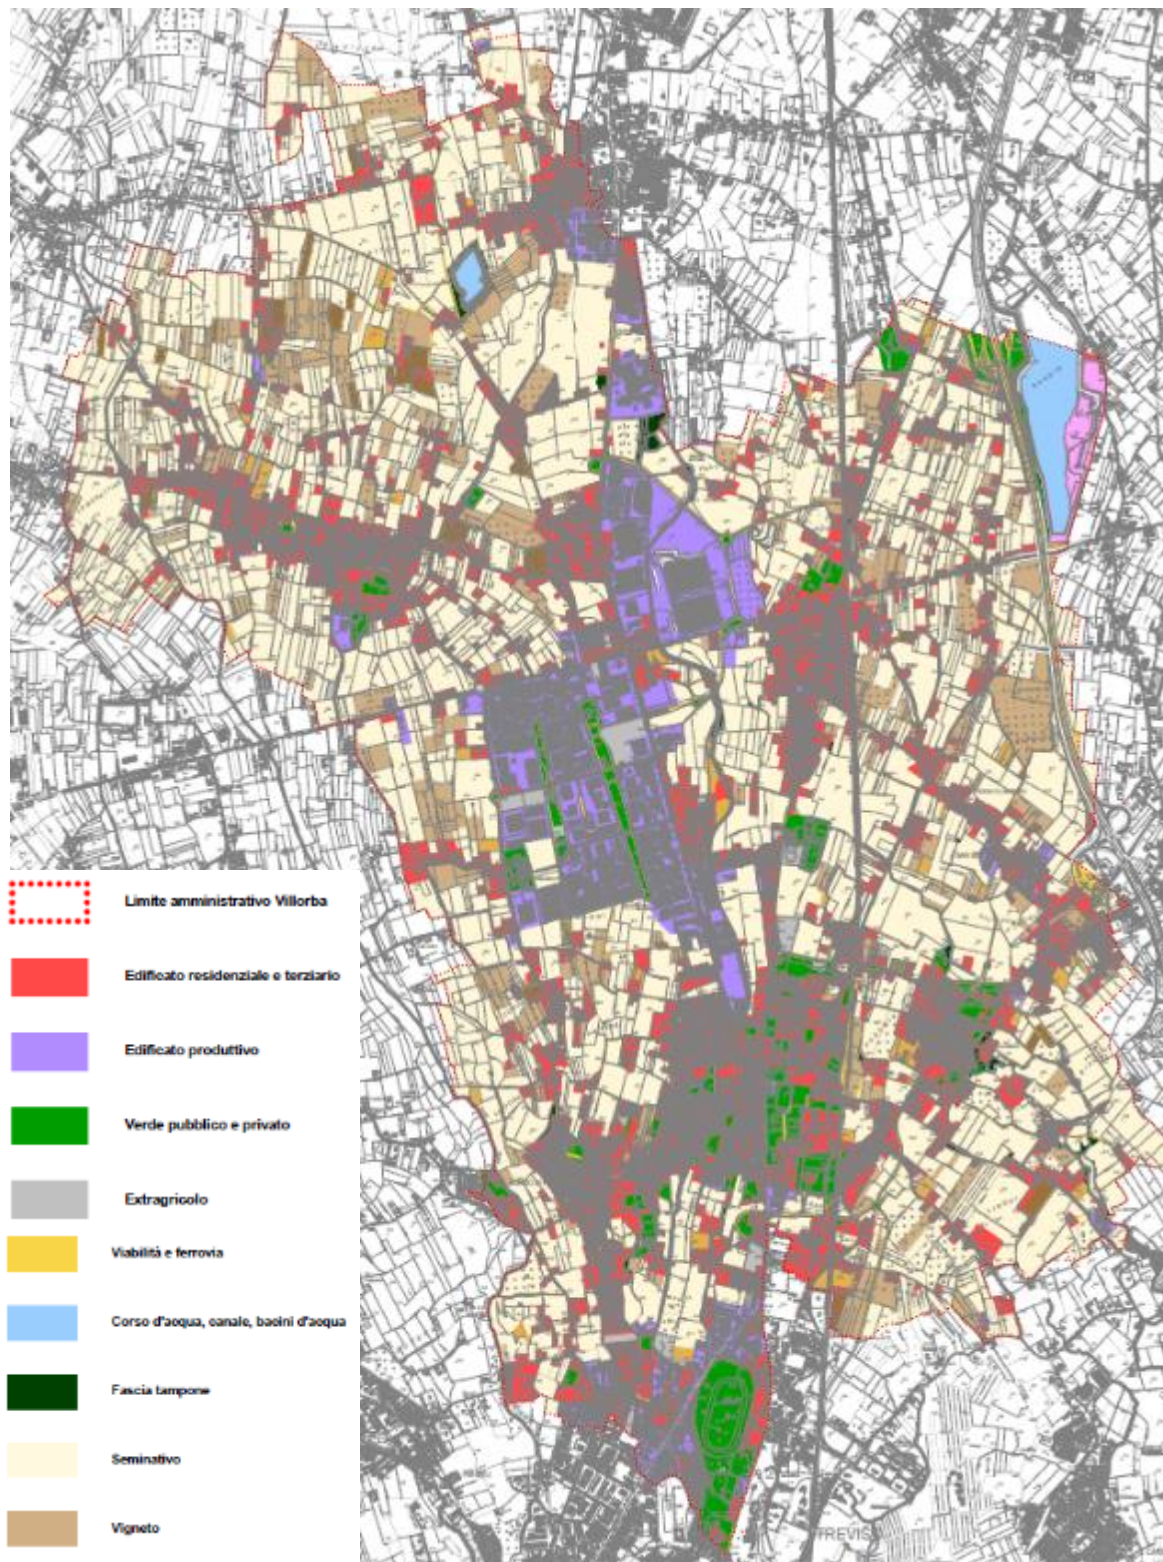 Limite amministrativo Villorba
Edificato residenziale e terziario
Edificato produttivo
Verde pubblico e privato
Extragricolo
Viabilità e ferrovia
Corso d'acqua, canale, bacini d'acqua
Fascia tampone
Seminativo
Vigneto
TREVIS